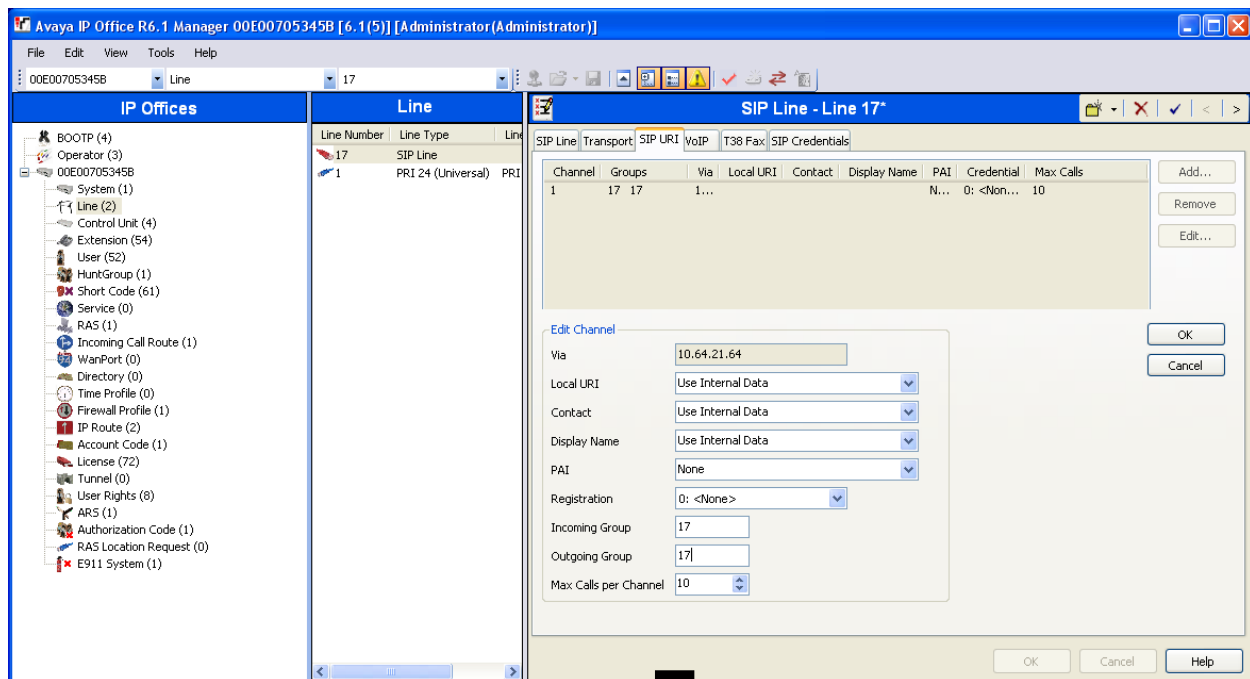 Avaya IP Office R6.1 Manager 00E00705345B [6.1(5)] [Administrator(Administrator)]
File Edit View Tools Help
00E00705345B Line 17
IP Offices
BOOTP (4)
Operator (3)
00E00705345B
System (1)
Line (2)
Control Unit (4)
Extension (54)
User (52)
HuntGroup (1)
Short Code (61)
Service (0)
RAS (1)
Incoming Call Route (1)
WanPort (0)
Directory (0)
Time Profile (0)
Firewall Profile (1)
IP Route (2)
Account Code (1)
License (72)
Tunnel (0)
User Rights (8)
ARS (1)
Authorization Code (1)
RAS Location Request (0)
E911 System (1)
Line
Line Number Line Type Line
17 SIP Line
1 PRI 24 (Universal) PRI
SIP Line - Line 17*
SIP Line Transport SIP URI VoIP T38 Fax SIP Credentials
Channel Groups Via Local URI Contact Display Name PAI Credential Max Calls
1 17 17 1... N... 0: <Non... 10
Add...
Remove
Edit...
Edit Channel
Via 10.64.21.64
Local URI Use Internal Data
Contact Use Internal Data
Display Name Use Internal Data
PAI None
Registration 0: <None>
Incoming Group 17
Outgoing Group 17
Max Calls per Channel 10
OK
Cancel
OK Cancel Help